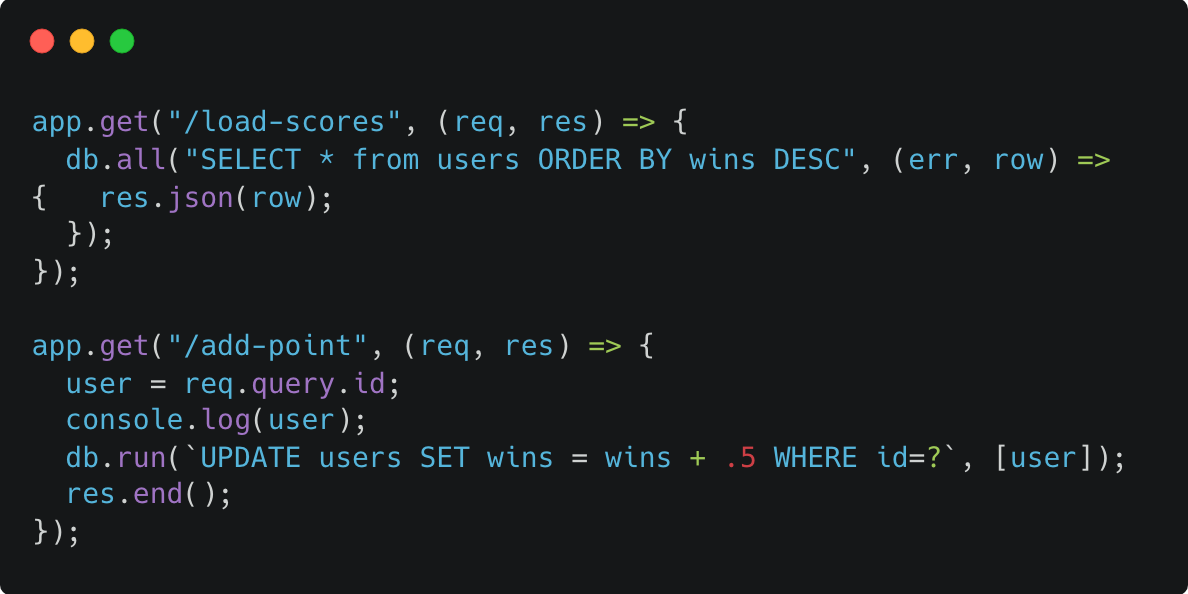 app.get("/load-scores", (req, res) => {
  db.all("SELECT * from users ORDER BY wins DESC", (err, row) =>
{   res.json(row);
  });
});

app.get("/add-point", (req, res) => {
  user = req.query.id;
  console.log(user);
  db.run(`UPDATE users SET wins = wins + .5 WHERE id=?`, [user]);
  res.end();
});